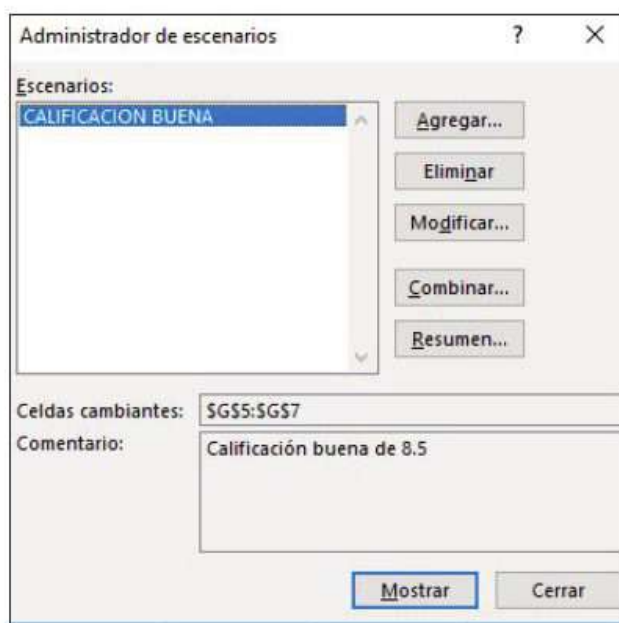 Administrador de escenarios ? ×
Escenarios:
CALIFICACION BUENA
Agregar...
Eliminar
Modificar...
Combinar...
Resumen...
Celdas cambiantes: $G$5:$G$7
Comentario: Calificación buena de 8.5
Mostrar Cerrar